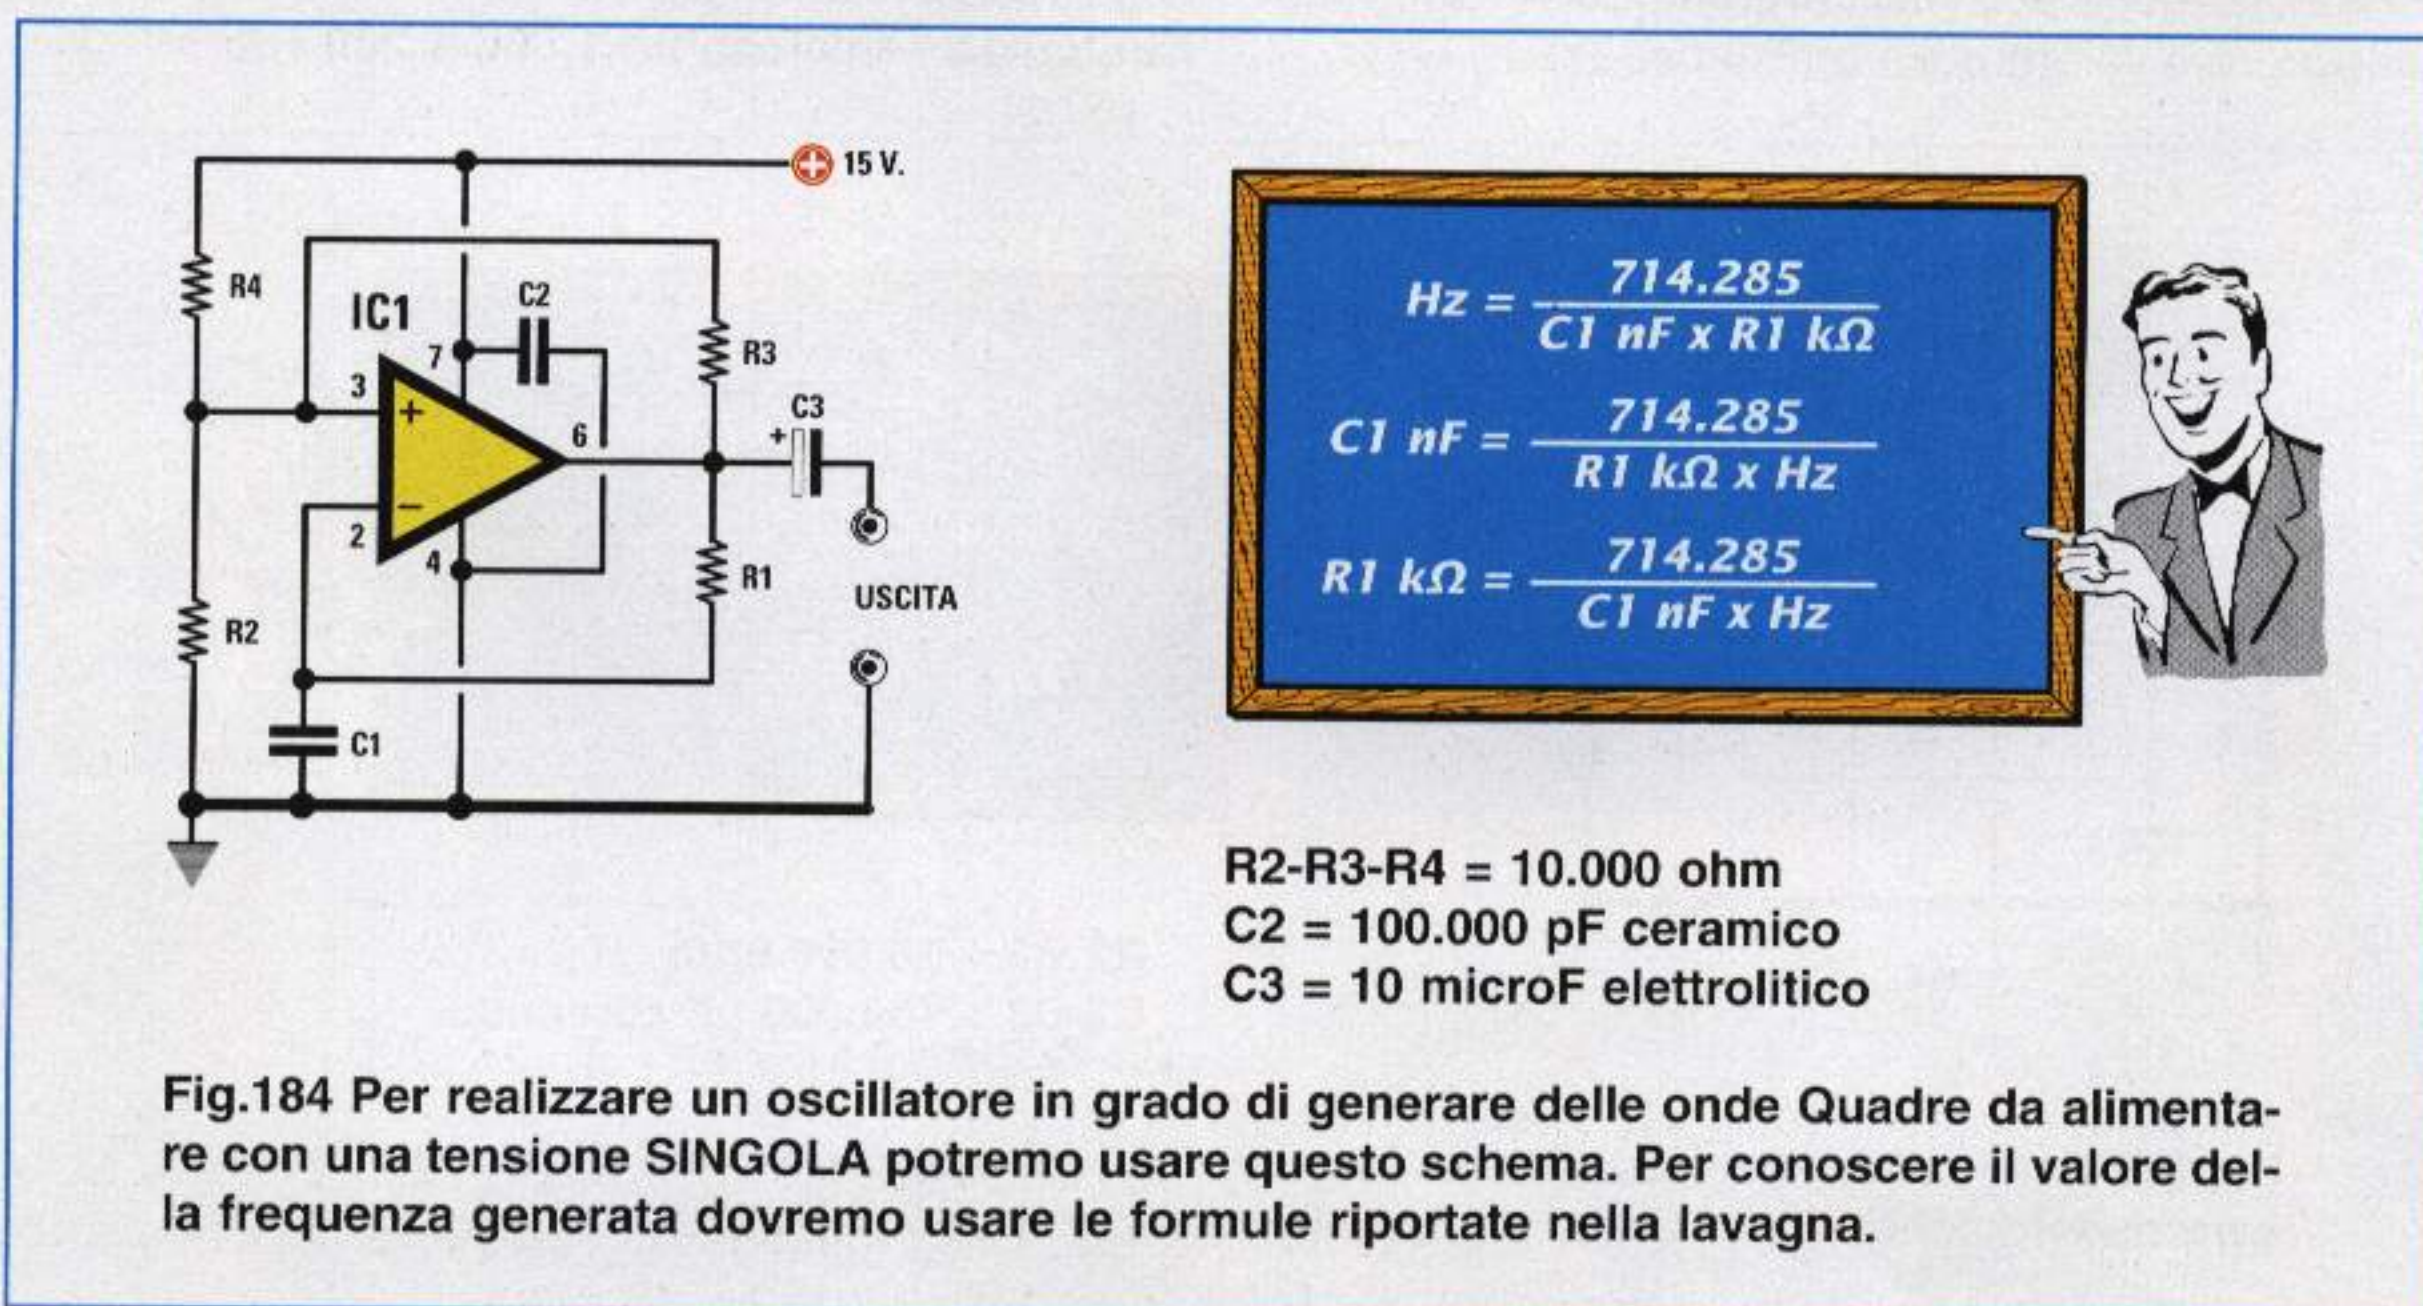 15 V.
R4
IC1
C2
7
3
R3
+
C3
6
+
−
2
4
R1
USCITA
R2
C1
Hz = 714.285
C1 nF x R1 kΩ
C1 nF = 714.285
R1 kΩ x Hz
R1 kΩ = 714.285
C1 nF x Hz
R2-R3-R4 = 10.000 ohm
C2 = 100.000 pF ceramico
C3 = 10 microF elettrolitico
Fig.184 Per realizzare un oscillatore in grado di generare delle onde Quadre da alimenta-
re con una tensione SINGOLA potremo usare questo schema. Per conoscere il valore del-
la frequenza generata dovremo usare le formule riportate nella lavagna.